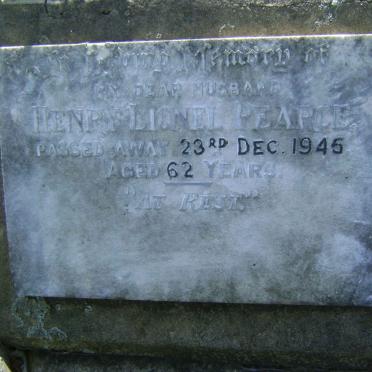 In Loving Memory of
MY DEAR HUSBAND
HENRY LIONEL PEARCE
PASSED AWAY 23RD DEC. 1945
AGED 62 YEARS.
"AT REST."